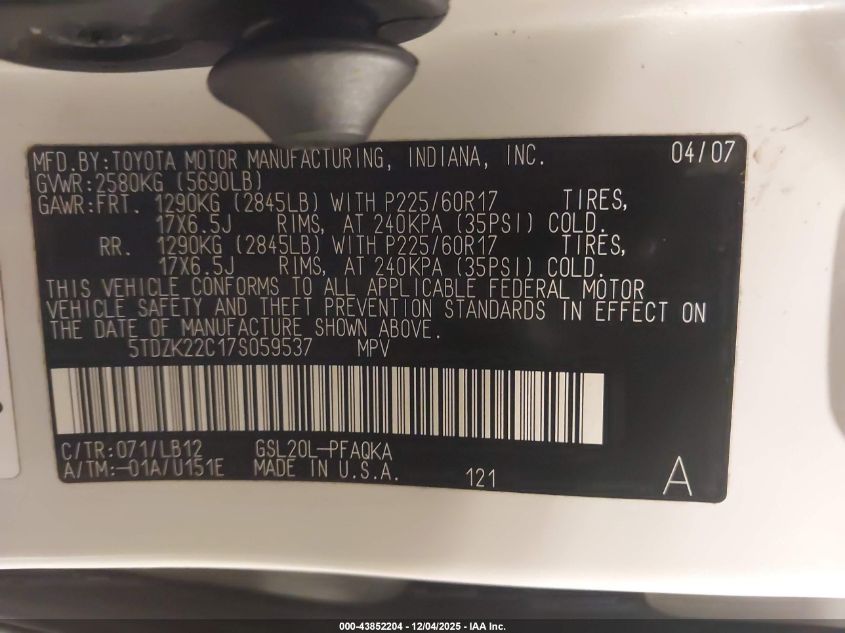 MFD.BY:TOYOTA MOTOR MANUFACTURING, INDIANA, INC. 04/07
GVWR:2580KG (5690LB)
GAWR:FRT. 1290KG (2845LB) WITH P225/60R17 TIRES,
17X6.5J RIMS, AT 240KPA (35PSI) COLD.
RR. 1290KG (2845LB) WITH P225/60R17 TIRES,
17X6.5J RIMS, AT 240KPA (35PSI) COLD.
THIS VEHICLE CONFORMS TO ALL APPLICABLE FEDERAL MOTOR
VEHICLE SAFETY AND THEFT PREVENTION STANDARDS IN EFFECT ON
THE DATE OF MANUFACTURE SHOWN ABOVE.
5TDZK22C17S059537 MPV
C/TR:071/LB12 GSL20L-PFAQKA
A/TM:-01A/U151E MADE IN U.S.A. 121 A
000-43852204 - 12/04/2025 - IAA Inc.